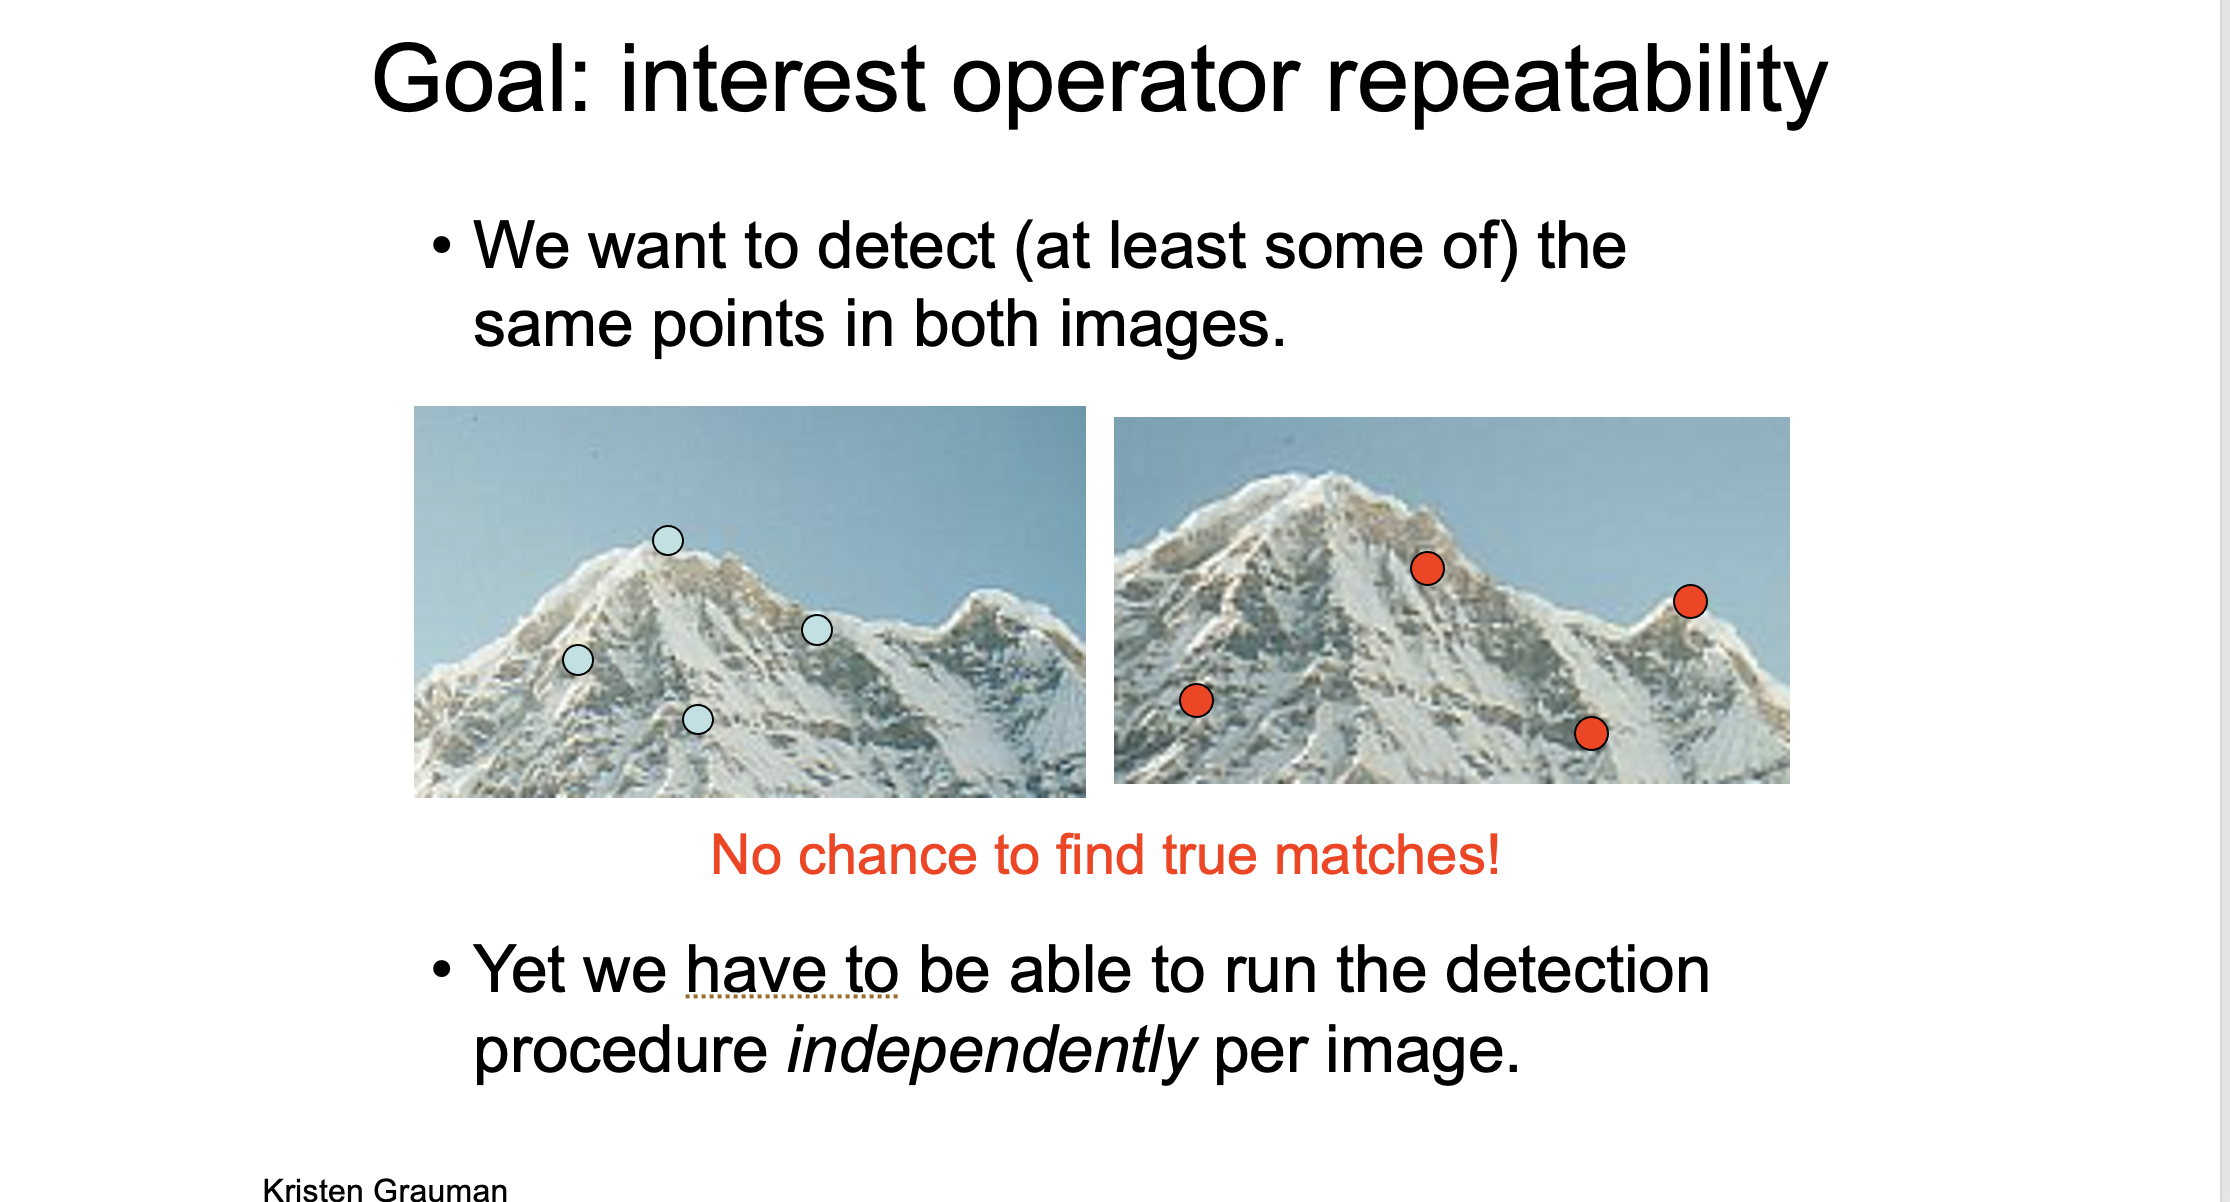 Goal: interest operator repeatability
• We want to detect (at least some of) the
same points in both images.
No chance to find true matches!
• Yet we have to be able to run the detection
procedure independently per image.
Kristen Grauman